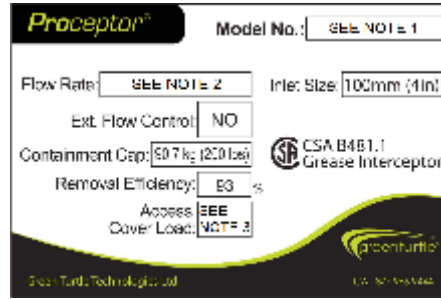 Proceptor®
Model No.: SEE NOTE 1
Flow Rate: SEE NOTE 2 Inlet Size: 100mm (4in)
Ext. Flow Control: NO
Containment Cap: 90.7 kg (200 lbs) CSA B481.1
Grease Interceptor
Removal Efficiency: 93 %
Access SEE
Cover Load: NOTE 3
greenturtle
Green Turtle Technologies Ltd